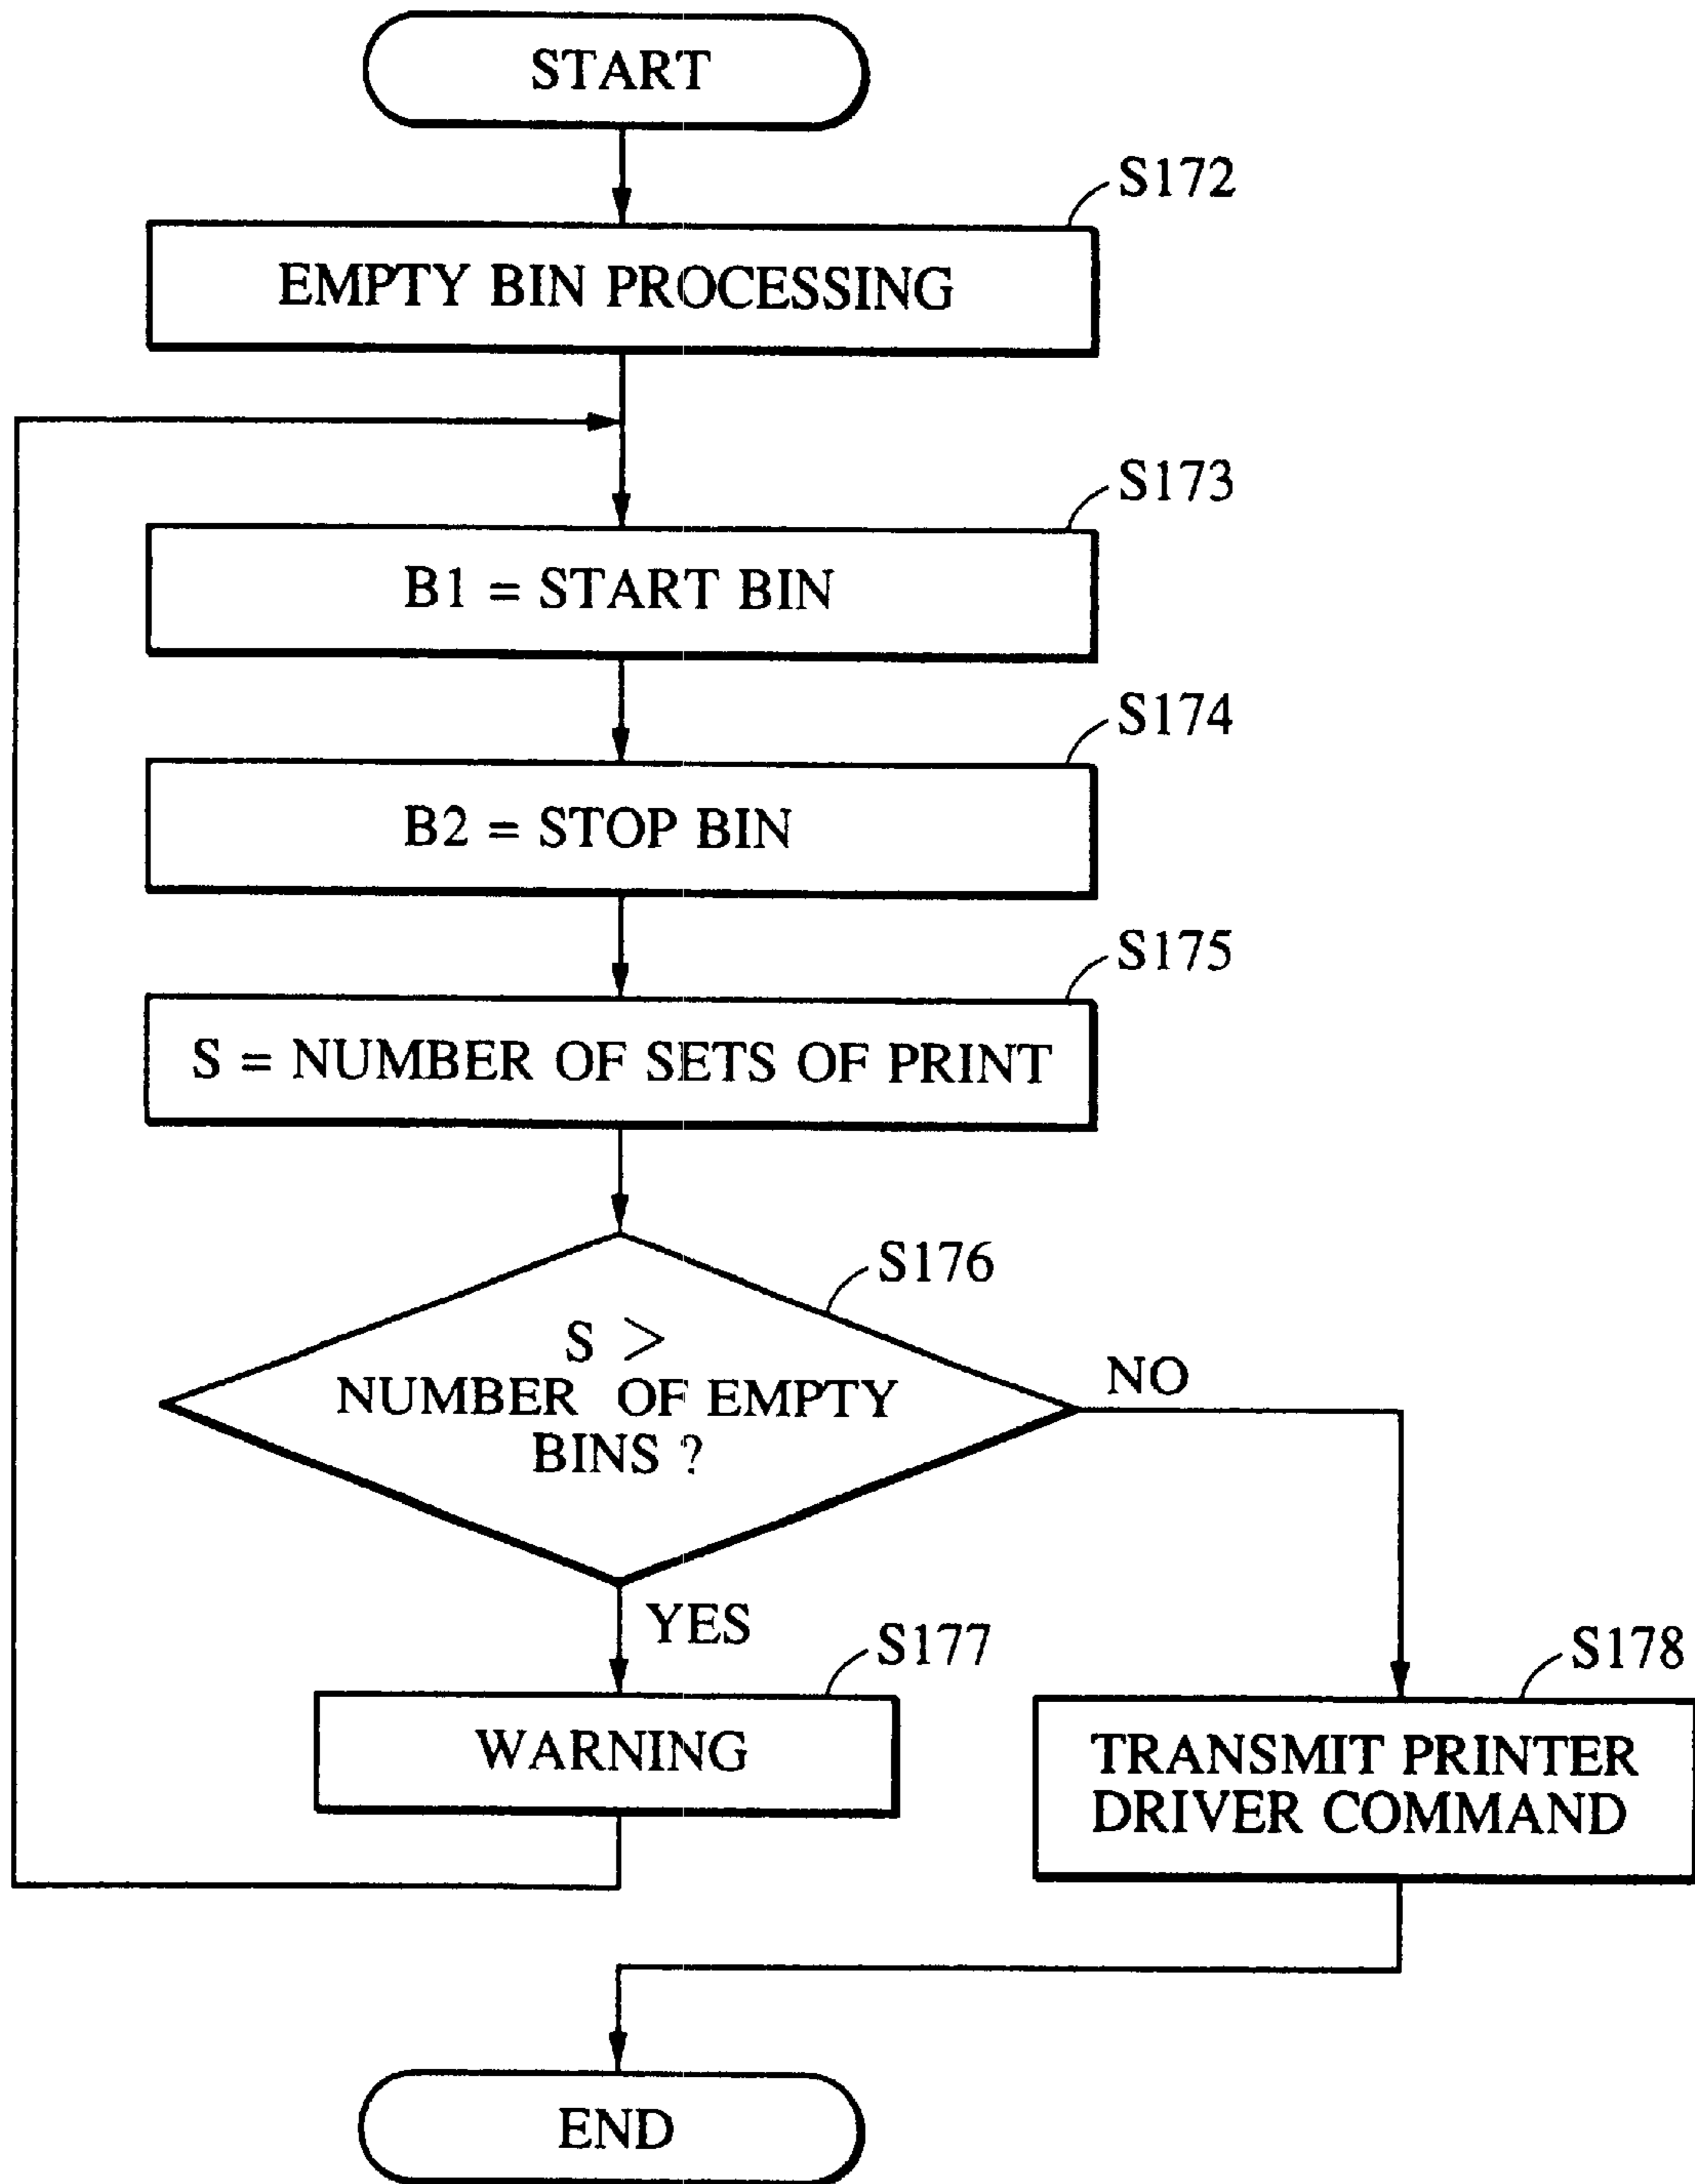 START
S172
EMPTY BIN PROCESSING
S173
B1 = START BIN
S174
B2 = STOP BIN
S175
S = NUMBER OF SETS OF PRINT
S176
S >
NUMBER OF EMPTY
BINS ?
NO
YES
S177
WARNING
S178
TRANSMIT PRINTER
DRIVER COMMAND
END